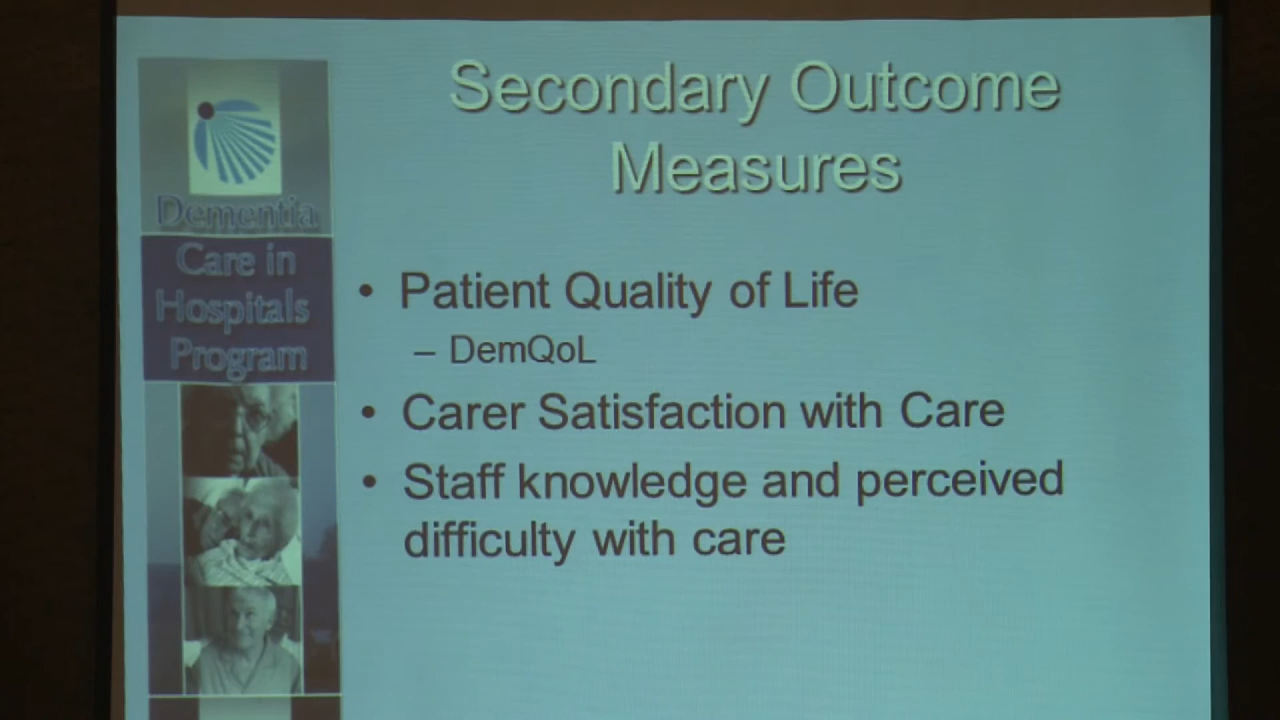 Secondary Outcome
Measures
Dementia
Care in
Hospitals
Program
• Patient Quality of Life
– DemQoL
• Carer Satisfaction with Care
• Staff knowledge and perceived
difficulty with care